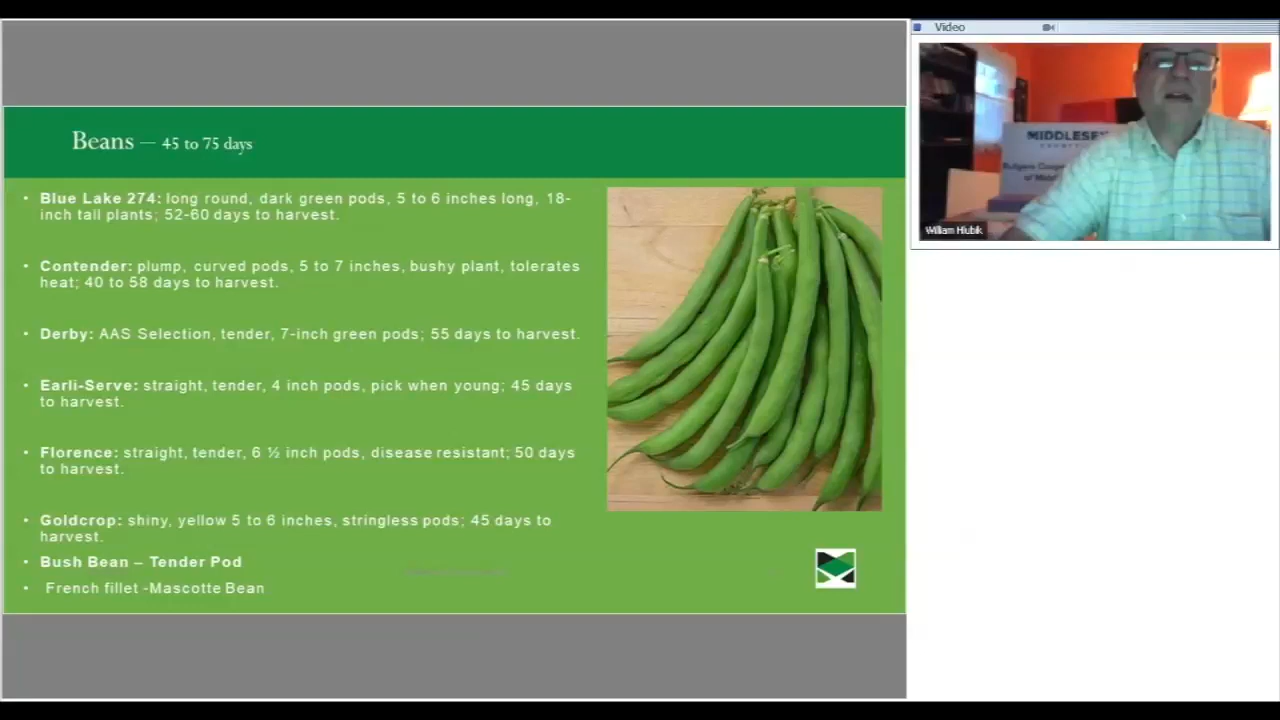 Video
Beans — 45 to 75 days
• Blue Lake 274: long round, dark green pods, 5 to 6 inches long, 18-
inch tall plants; 52-60 days to harvest.
• Contender: plump, curved pods, 5 to 7 inches, bushy plant, tolerates
heat; 40 to 58 days to harvest.
• Derby: AAS Selection, tender, 7-inch green pods; 55 days to harvest.
• Earli-Serve: straight, tender, 4 inch pods, pick when young; 45 days
to harvest.
• Florence: straight, tender, 6 ½ inch pods, disease resistant; 50 days
to harvest.
• Goldcrop: shiny, yellow 5 to 6 inches, stringless pods; 45 days to
harvest.
• Bush Bean – Tender Pod
• French fillet -Mascotte Bean
MIDDLESEX
Rutgers
of
William Hlubik